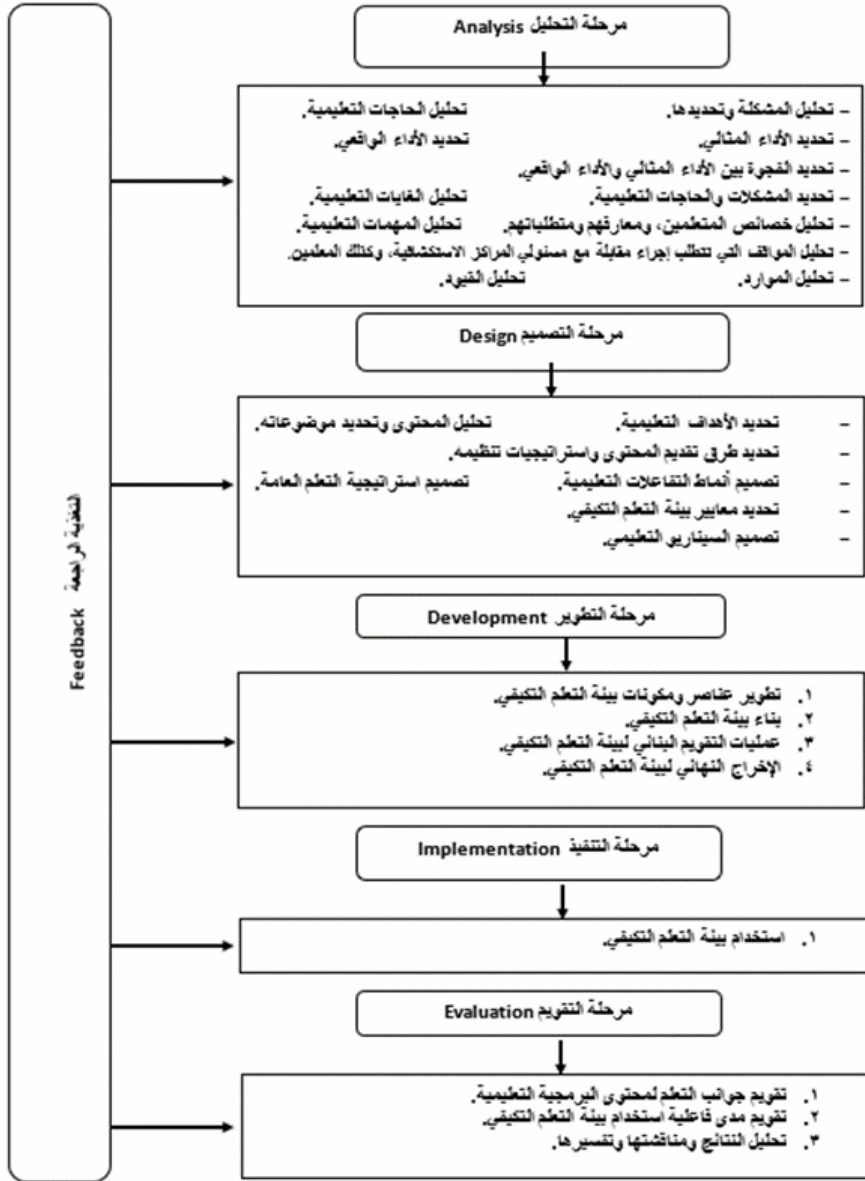 مرحلة التحليل Analysis
- تحليل المشكلة وتحديدها. تحليل الحاجات التعليمية.
- تحديد الأداء المثالي. تحديد الأداء الواقعي.
تحديد الفجوة بين الأداء المثالي والأداء الواقعي.
- تحديد المشكلات والحاجات التعليمية. تحليل الغايات التعليمية.
- تحليل خصائص المتعلمين، ومعارفهم ومتطلباتهم. تحليل المهمات التعليمية.
- تحليل المواقف التي تتطلب إجراء مقابلة مع مسئولي المراكز الاستكشافية، وكذلك المعلمين.
- تحليل الموارد. تحليل القيود.
مرحلة التصميم Design
- تحديد الأهداف التعليمية. تحليل المحتوى وتحديد موضوعاته.
- تحديد طرق تقديم المحتوى واستراتيجيات تنظيمه.
- تصميم أنماط التفاعلات التعليمية. تصميم استراتيجية التعلم العامة.
- تحديد معايير بيئة التعلم التكيفي.
- تصميم السيناريو التعليمي.
مرحلة التطوير Development
١. تطوير عناصر ومكونات بيئة التعلم التكيفي.
٢. بناء بيئة التعلم التكيفي.
٣. عمليات التقويم البنائي لبيئة التعلم التكيفي.
٤. الإخراج النهائي لبيئة التعلم التكيفي.
مرحلة التنفيذ Implementation
١. استخدام بيئة التعلم التكيفي.
مرحلة التقويم Evaluation
١. تقويم جوانب التعلم لمحتوى البرمجية التعليمية.
٢. تقويم مدى فاعلية استخدام بيئة التعلم التكيفي.
٣. تحليل النتائج ومناقشتها وتفسيرها.
التغذية الراجعة Feedback